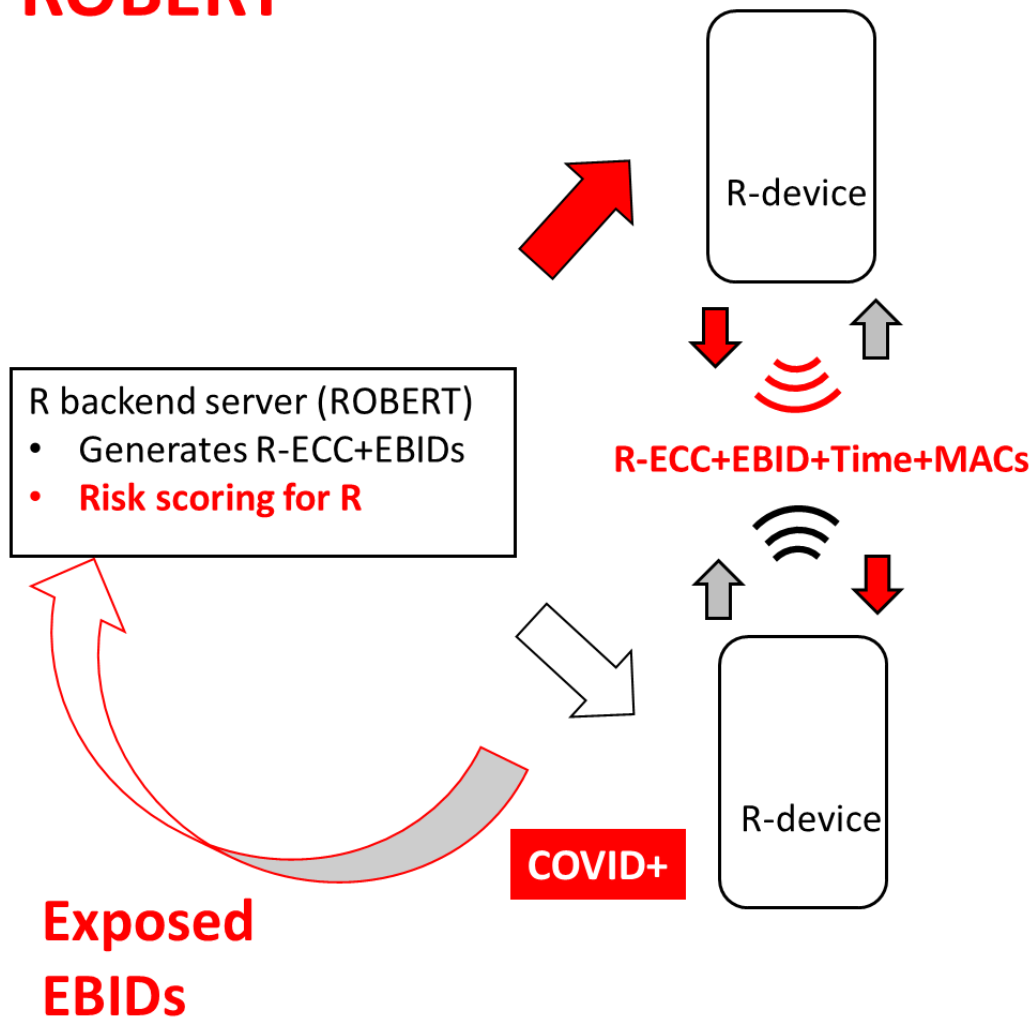 ROBERT
R-device
R backend server (ROBERT)
• Generates R-ECC+EBIDs
• Risk scoring for R
R-ECC+EBID+Time+MACs
R-device
COVID+
Exposed
EBIDs